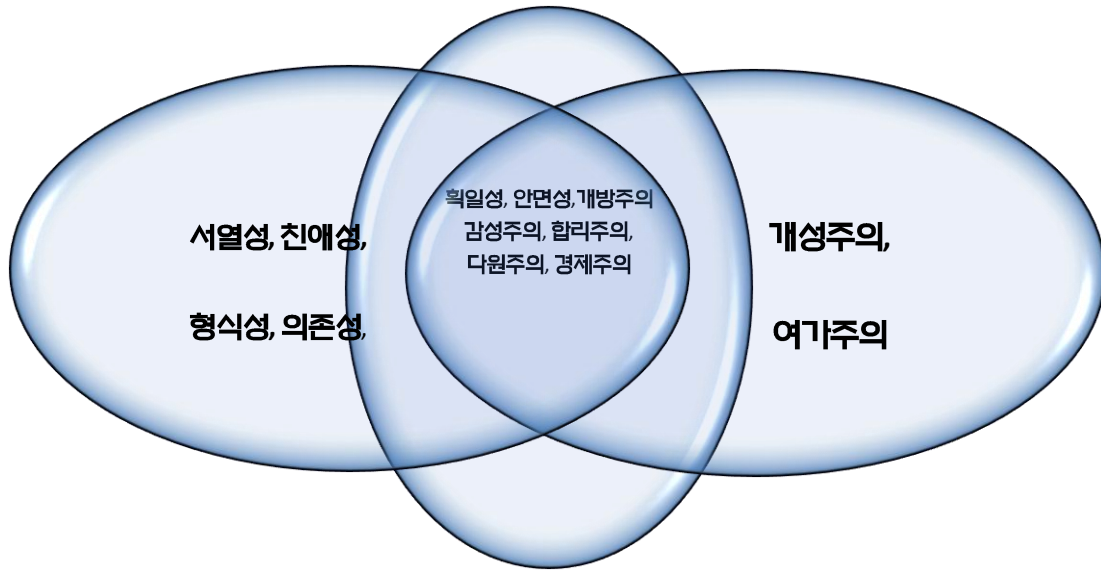 서열성, 친애성,
형식성, 의존성,
획일성, 안면성,개방주의
감성주의, 합리주의,
다원주의, 경제주의
개성주의,
여가주의